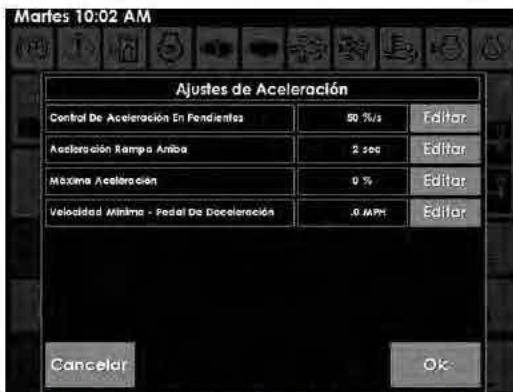 Martes 10:02 AM
Ajustes de Aceleración
Control De Aceleración En Pendientes 50 %/s Editar
Aceleración Rampa Arriba 2 sec Editar
Máxima Aceleración 0 % Editar
Velocidad Mínima - Pedal De Deceleración .0 MPH Editar
Cancelar Ok